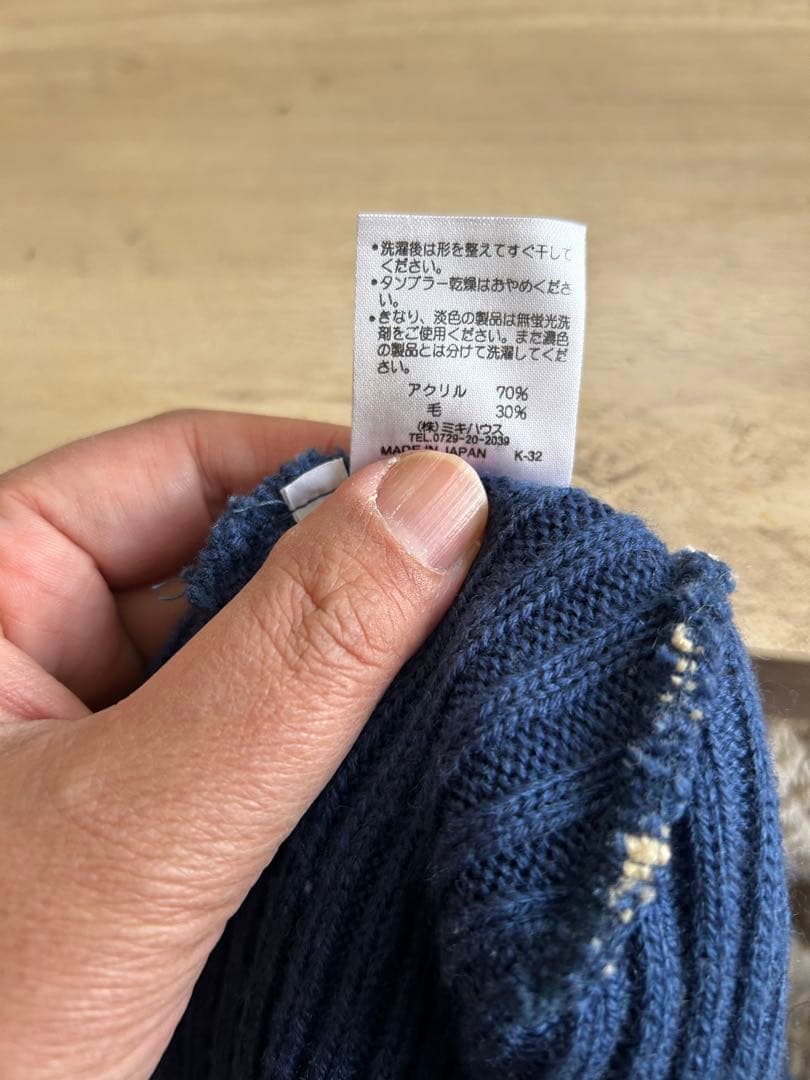 •洗濯後は形を整えてすぐ干して
ください。
•タンブラー乾燥はおやめくださ
い。
•きなり、淡色の製品は無蛍光洗
剤をご使用ください。また濃色
の製品とは分けて洗濯してくだ
さい。
アクリル 70%
毛 30%
(株)ミキハウス
TEL.0729-20-2039
MADE IN JAPAN K-32